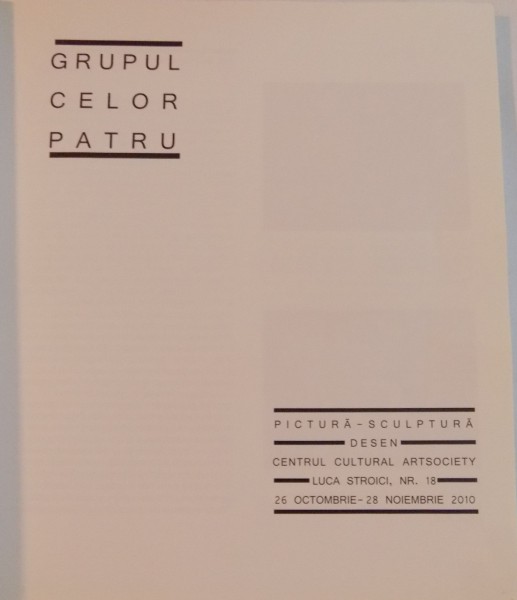 GRUPUL
CELOR
PATRU
PICTURĂ - SCULPTURĂ
DESEN
CENTRUL CULTURAL ARTSOCIETY
LUCA STROICI, NR. 18
26 OCTOMBRIE - 28 NOIEMBRIE 2010